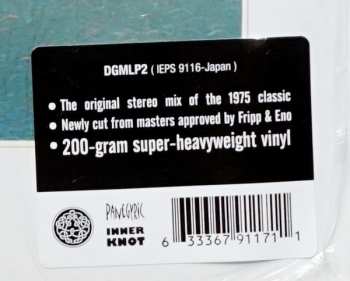 DGMLP2 ( IEPS 9116-Japan )
• The original stereo mix of the 1975 classic
• Newly cut from masters approved by Fripp & Eno
• 200-gram super-heavyweight vinyl
PANEGYRIC
INNER
KNOT
6 33367 91171 1